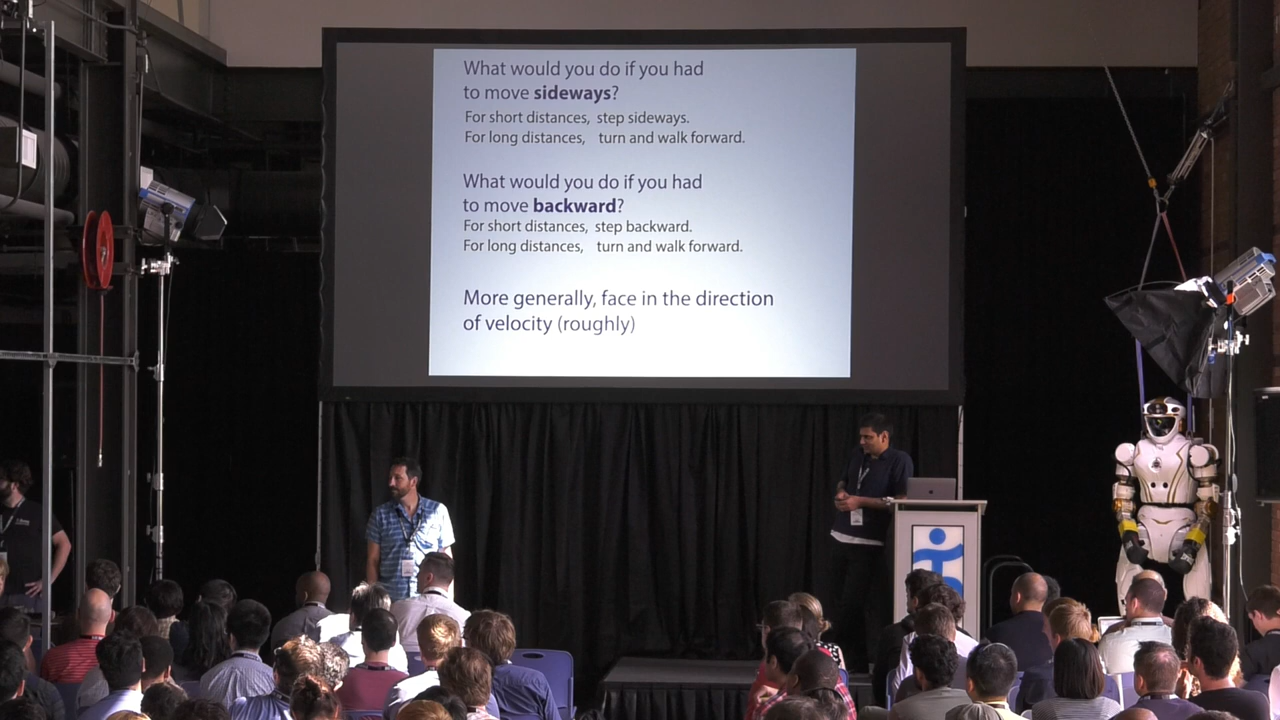 What would you do if you had
to move sideways?
For short distances, step sideways.
For long distances, turn and walk forward.
What would you do if you had
to move backward?
For short distances, step backward.
For long distances, turn and walk forward.
More generally, face in the direction
of velocity (roughly)